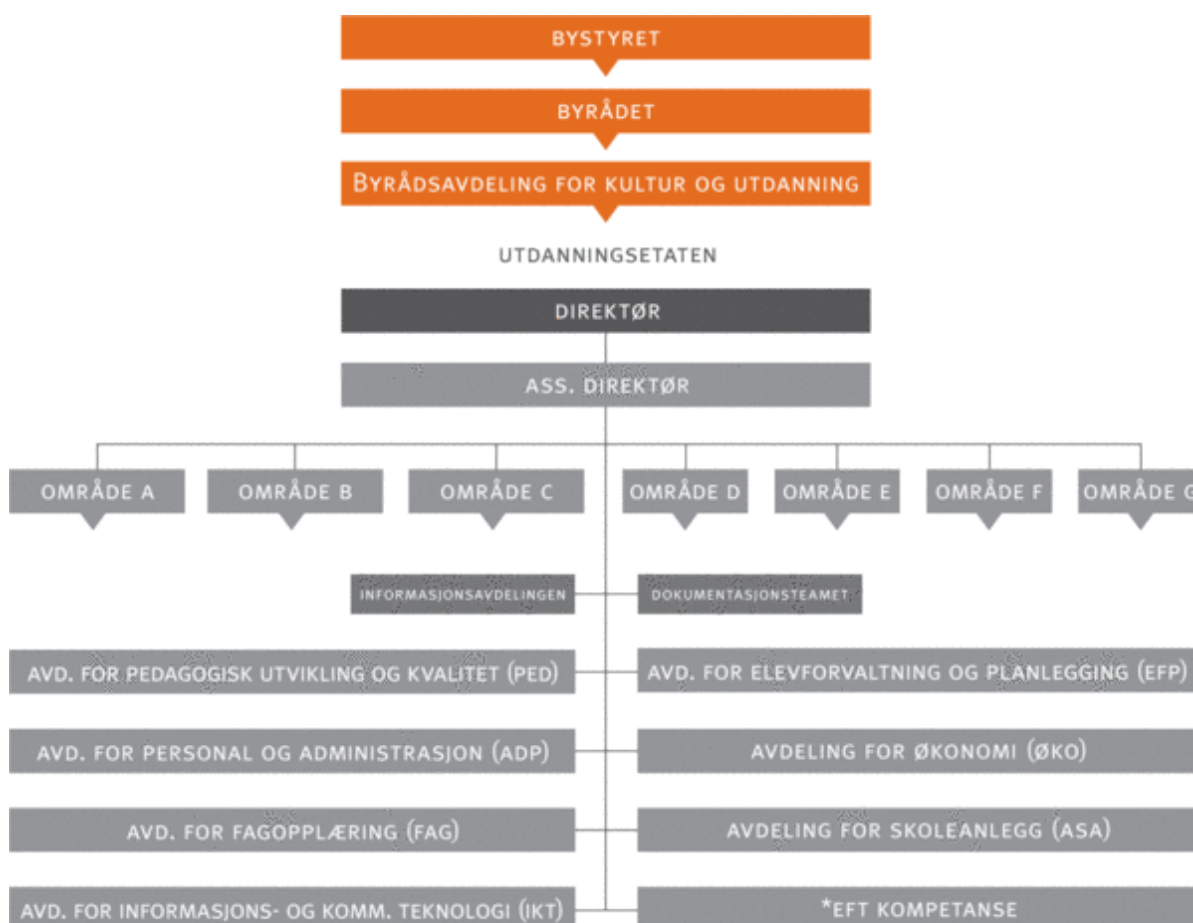 BYSTYRET
BYRÅDET
BYRÅDSAVDELING FOR KULTUR OG UTDANNING
UTDANNINGSETATEN
DIREKTØR
ASS. DIREKTØR
OMRÅDE A
OMRÅDE B
OMRÅDE C
OMRÅDE D
OMRÅDE E
OMRÅDE F
OMRÅDE G
INFORMASJONSAVDELINGEN
DOKUMENTASJONSTEAMET
AVD. FOR PEDAGOGISK UTVIKLING OG KVALITET (PED)
AVD. FOR ELEVFORVALTNING OG PLANLEGGING (EFP)
AVD. FOR PERSONAL OG ADMINISTRASJON (ADP)
AVDELING FOR ØKONOMI (ØKO)
AVD. FOR FAGOPPLÆRING (FAG)
AVDELING FOR SKOLEANLEGG (ASA)
AVD. FOR INFORMASJONS- OG KOMM. TEKNOLOGI (IKT)
*EFT KOMPETANSE